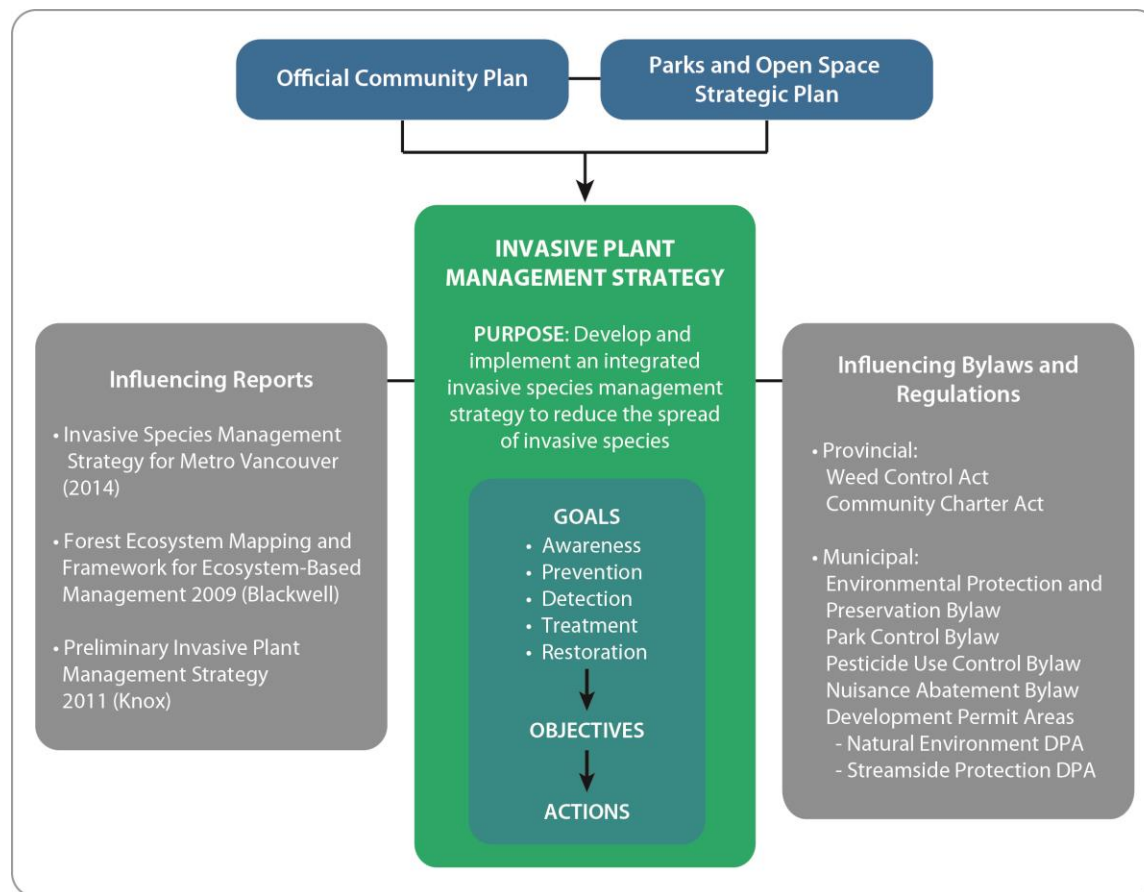 Official Community Plan
Parks and Open Space
Strategic Plan
INVASIVE PLANT
MANAGEMENT STRATEGY
PURPOSE: Develop and
implement an integrated
invasive species management
strategy to reduce the spread
of invasive species
GOALS
• Awareness
• Prevention
• Detection
• Treatment
• Restoration
OBJECTIVES
ACTIONS
Influencing Reports
• Invasive Species Management
Strategy for Metro Vancouver
(2014)
• Forest Ecosystem Mapping and
Framework for Ecosystem-Based
Management 2009 (Blackwell)
• Preliminary Invasive Plant
Management Strategy
2011 (Knox)
Influencing Bylaws and
Regulations
• Provincial:
Weed Control Act
Community Charter Act
• Municipal:
Environmental Protection and
Preservation Bylaw
Park Control Bylaw
Pesticide Use Control Bylaw
Nuisance Abatement Bylaw
Development Permit Areas
- Natural Environment DPA
- Streamside Protection DPA